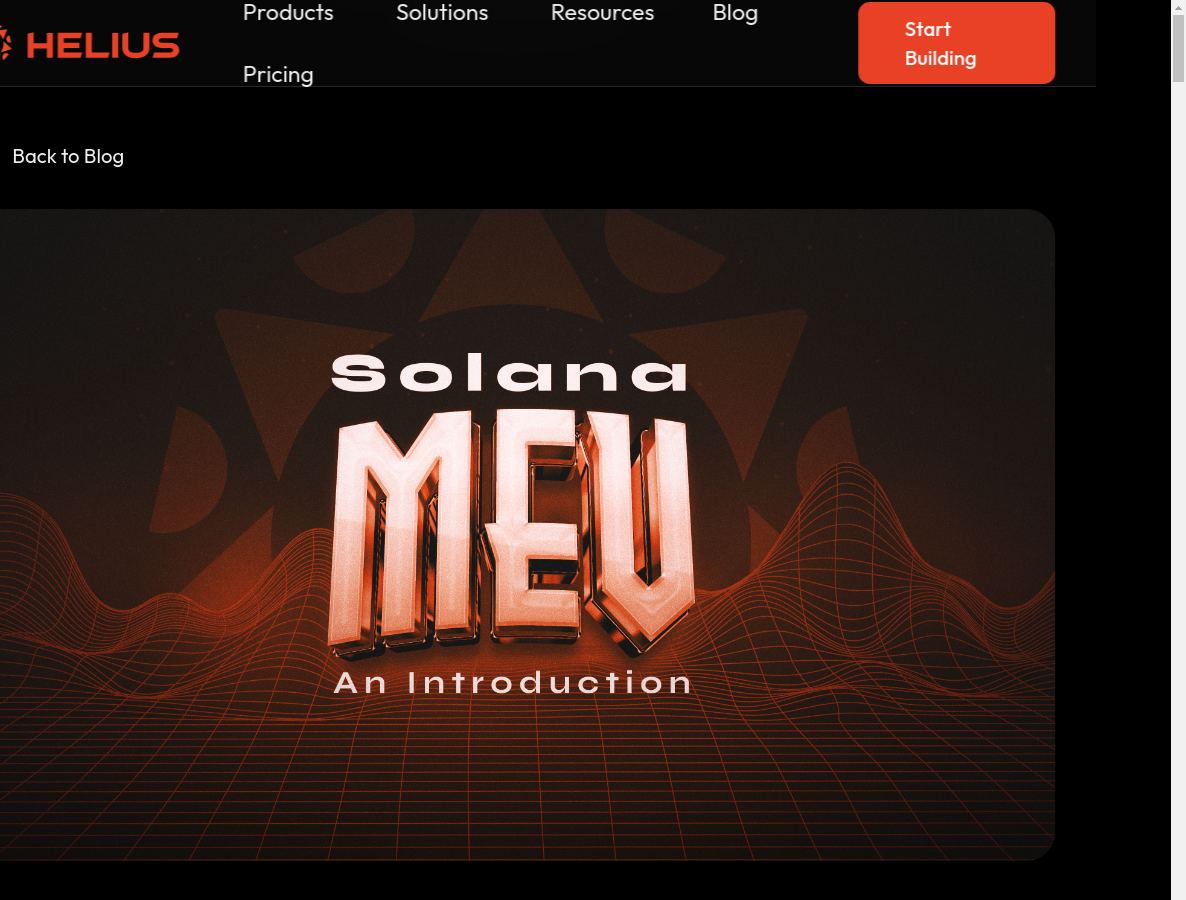 HELIUS
Products Solutions Resources Blog
Pricing
Start
Building
Back to Blog
Solana
MEV
An Introduction